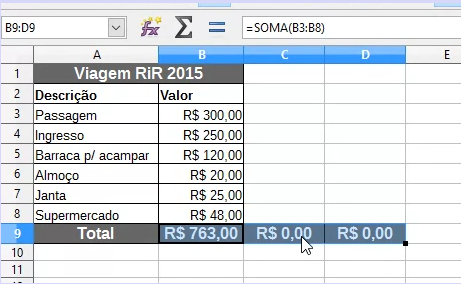 B9:D9 fx Σ = =SOMA(B3:B8)
A B C D E
1 Viagem RiR 2015
2 Descrição Valor
3 Passagem R$ 300,00
4 Ingresso R$ 250,00
5 Barraca p/ acampar R$ 120,00
6 Almoço R$ 20,00
7 Janta R$ 25,00
8 Supermercado R$ 48,00
9 Total R$ 763,00 R$ 0,00 R$ 0,00
10
11
12